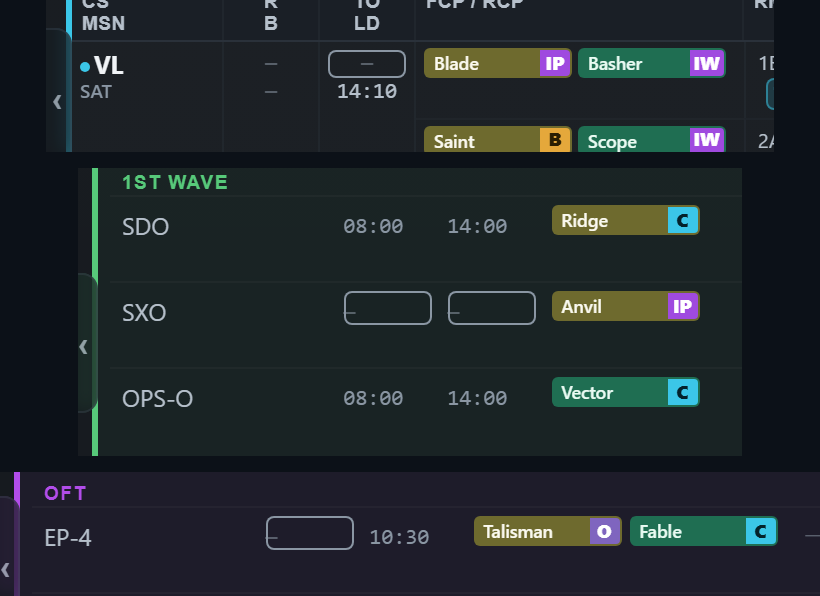 CS R TO FCP / RCP
MSN B LD
VL — — Blade IP Basher IW
SAT — 14:10
Saint B Scope IW
1ST WAVE
SDO 08:00 14:00 Ridge C
SXO — — Anvil IP
OPS-O 08:00 14:00 Vector C
OFT
EP-4 — 10:30 Talisman O Fable C —